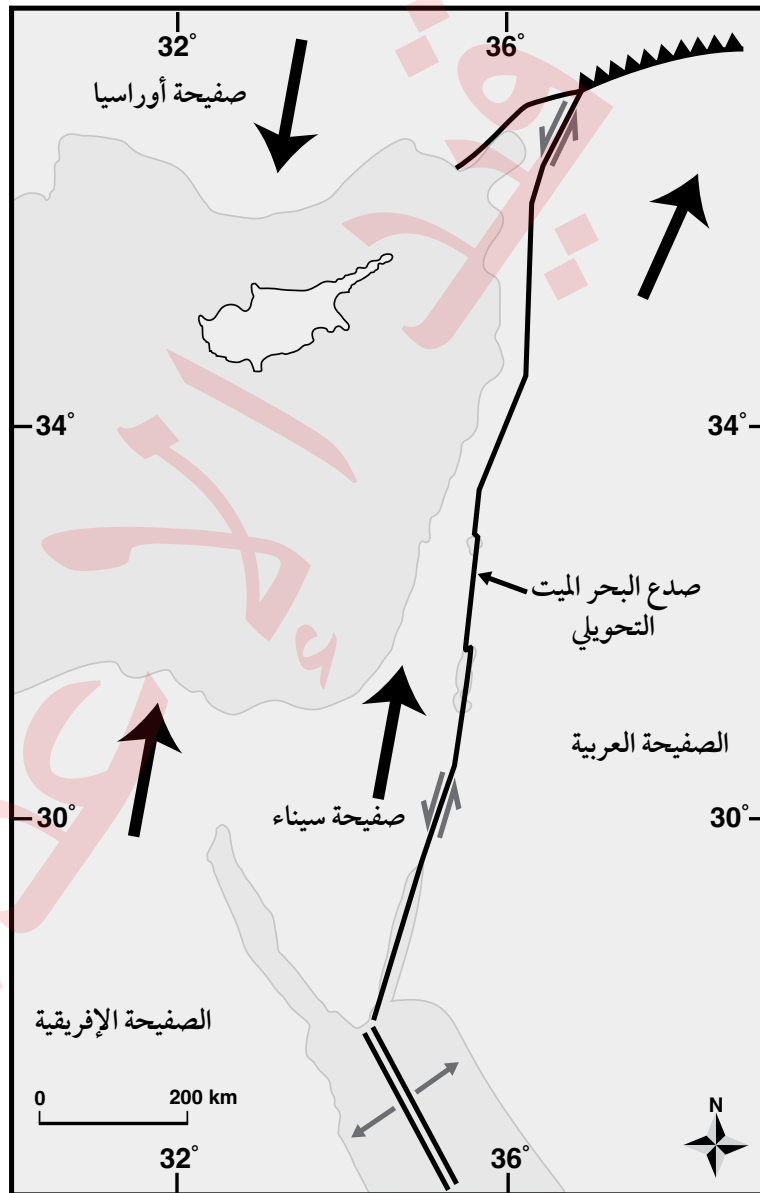 32°
36°
صفيحة أوراسيا
34°
34°
صدع البحر الميت
التحويلي
الصفيحة العربية
صفيحة سيناء
30°
30°
الصفيحة الإفريقية
0
200 km
N
32°
36°